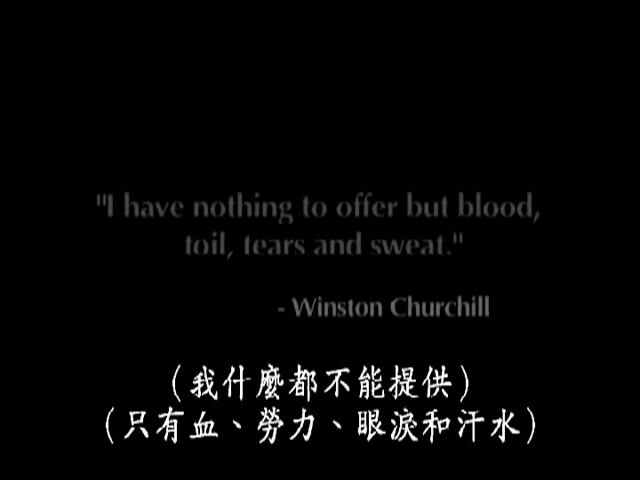 "I have nothing to offer but blood,
toil, tears and sweat."
- Winston Churchill
（我什麼都不能提供）
（只有血、勞力、眼淚和汗水）